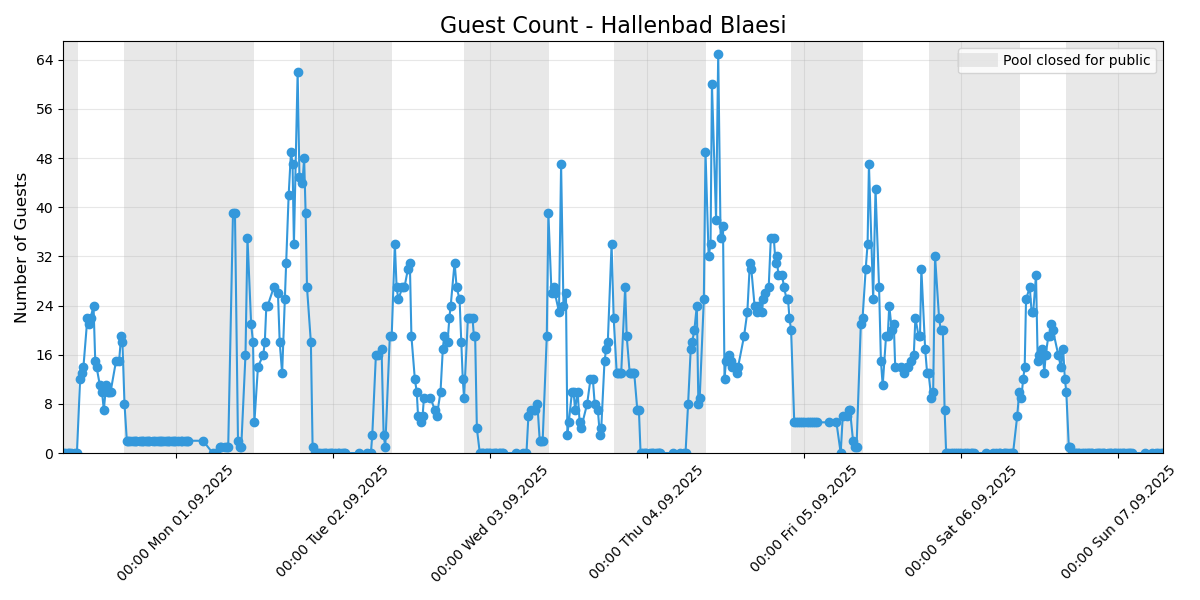 Guest Count - Hallenbad Blaesi
Pool closed for public
Number of Guests
64
56
48
40
32
24
16
8
0
00:00 Mon 01.09.2025
00:00 Tue 02.09.2025
00:00 Wed 03.09.2025
00:00 Thu 04.09.2025
00:00 Fri 05.09.2025
00:00 Sat 06.09.2025
00:00 Sun 07.09.2025